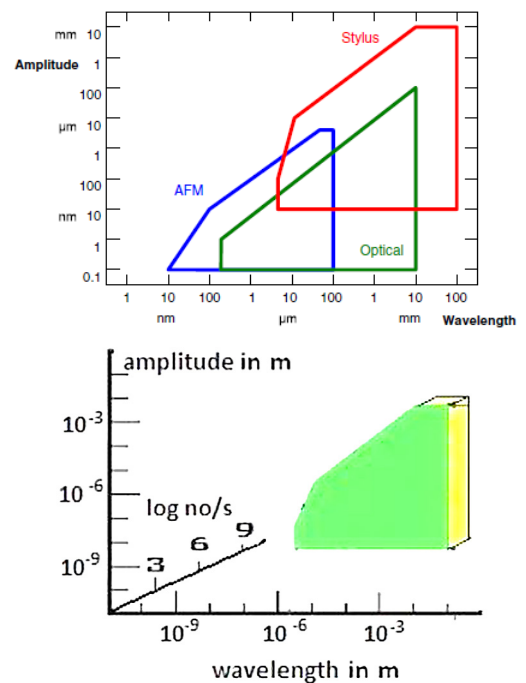 mm 10
Stylus
Amplitude 1
100
μm 10
1
AFM
100
nm 10
1
Optical
0.1
1 10 100 1 10 100 1 10 100
nm μm mm Wavelength
amplitude in m
10⁻³
10⁻⁶
log no/s
3 6 9
10⁻⁹
10⁻⁹ 10⁻⁶ 10⁻³
wavelength in m